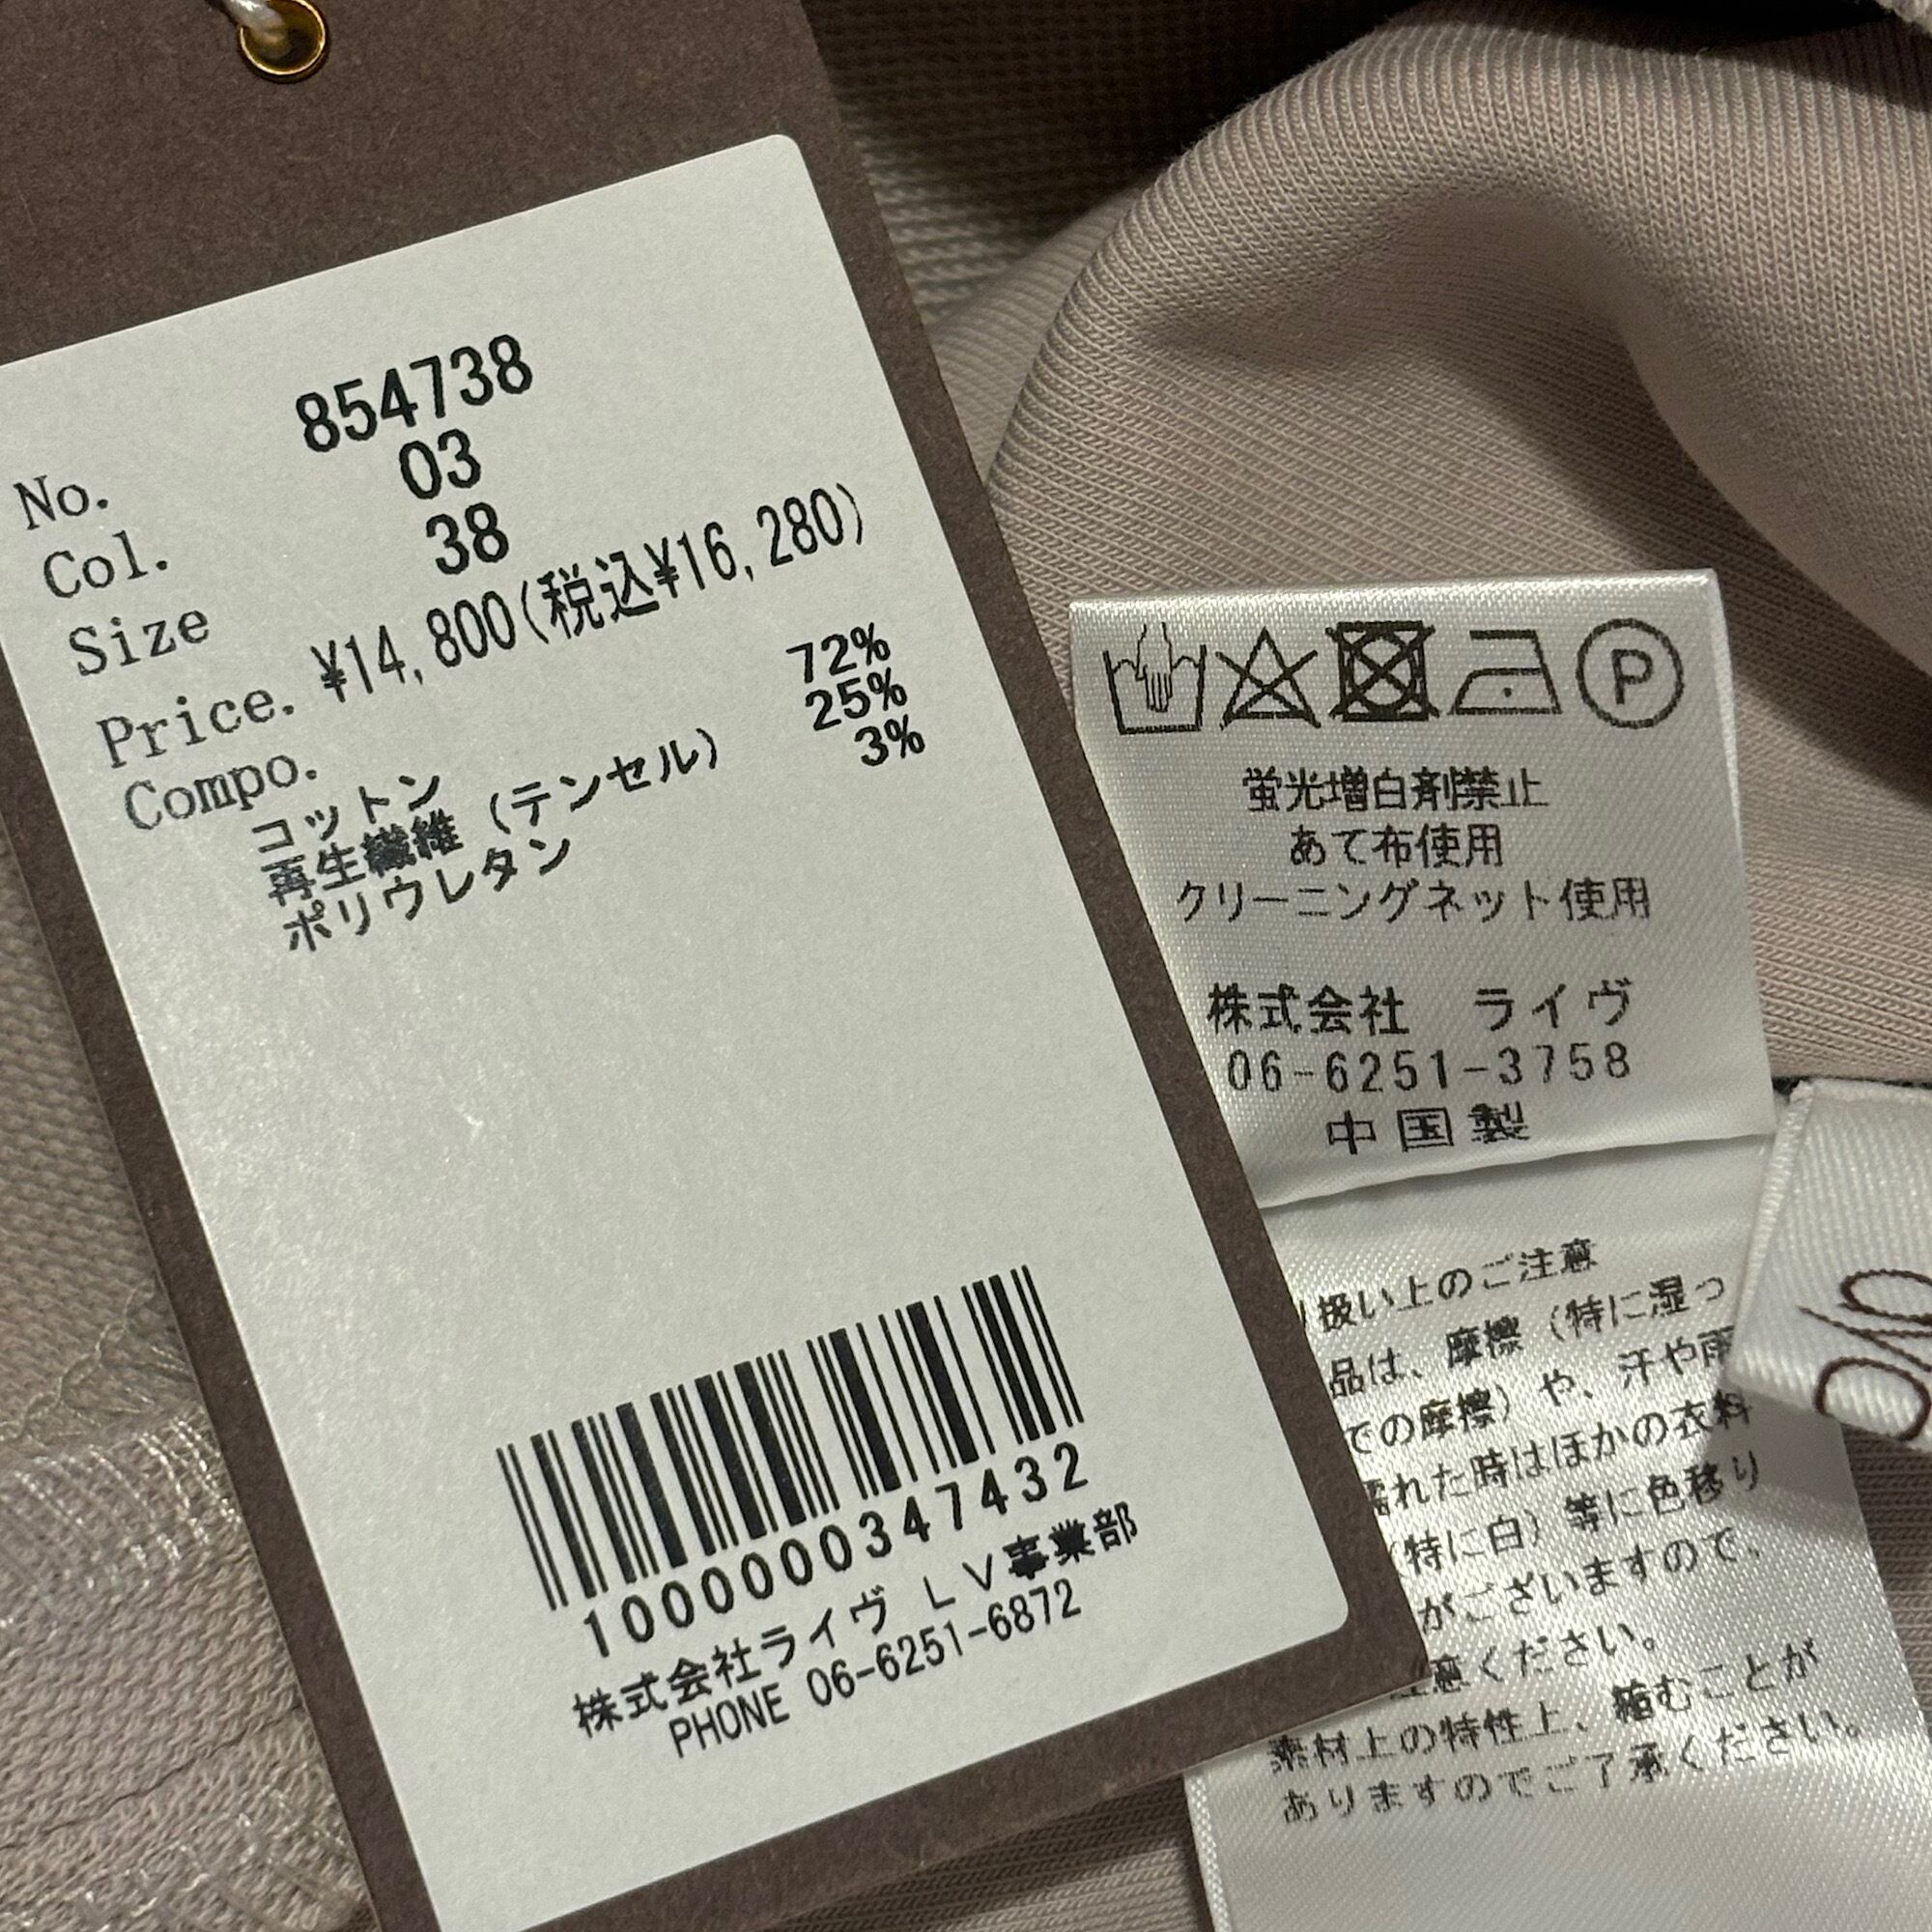 No. 854738
Col. 03
Size 38
Price. ¥14,800(税込¥16,280)
Compo.
コットン 72%
再生繊維 (テンセル) 25%
ポリウレタン 3%
1000000347432
株式会社ライヴ LV事業部
PHONE 06-6251-6872
P
蛍光増白剤禁止
あて布使用
クリーニングネット使用
株式会社 ライヴ
06-6251-3758
中国製
扱い上のご注意
品は、摩擦(特に湿っ
での摩擦)や、汗や雨
濡れた時はほかの衣料
(特に白)等に色移り
がございますので、
意ください。
素材上の特性上、縮むことが
ありますのでご了承ください。